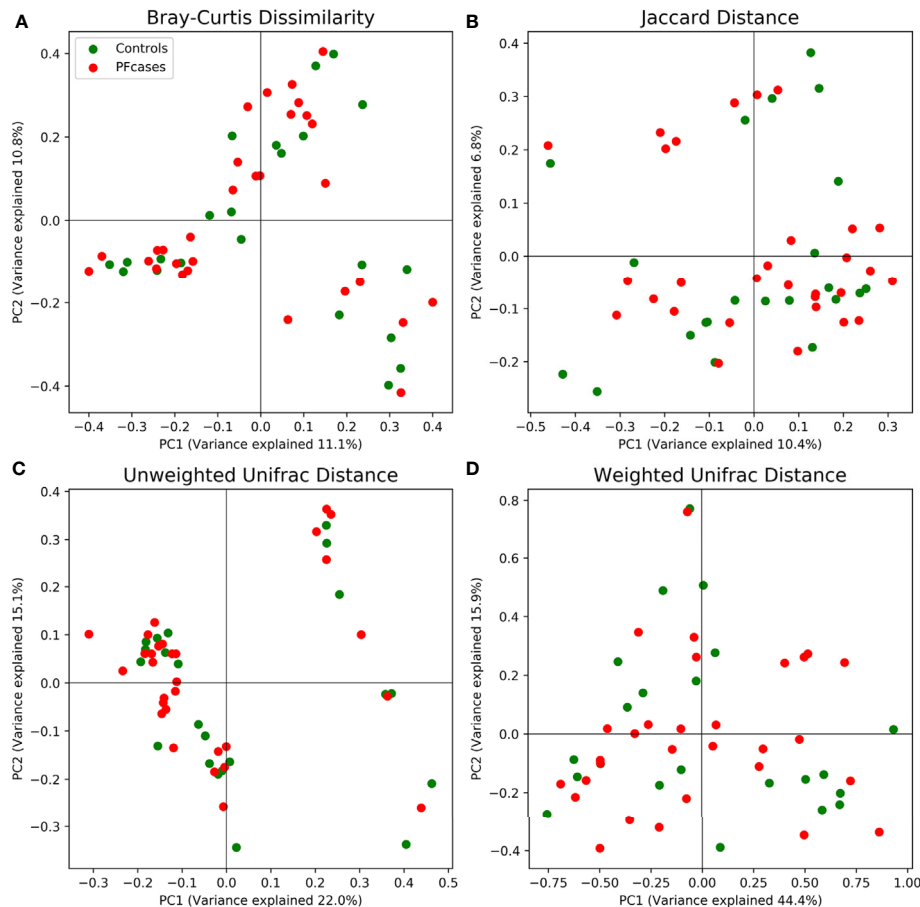 A
Bray-Curtis Dissimilarity
Controls
PFcases
0.4
0.2
0.0
−0.2
−0.4
PC2 (Variance explained 10.8%)
−0.4 −0.3 −0.2 −0.1 0.0 0.1 0.2 0.3 0.4
PC1 (Variance explained 11.1%)
B
Jaccard Distance
0.4
0.3
0.2
0.1
0.0
−0.1
−0.2
PC2 (Variance explained 6.8%)
−0.5 −0.4 −0.3 −0.2 −0.1 0.0 0.1 0.2 0.3
PC1 (Variance explained 10.4%)
C
Unweighted Unifrac Distance
0.4
0.3
0.2
0.1
0.0
−0.1
−0.2
−0.3
PC2 (Variance explained 15.1%)
−0.3 −0.2 −0.1 0.0 0.1 0.2 0.3 0.4 0.5
PC1 (Variance explained 22.0%)
D
Weighted Unifrac Distance
0.8
0.6
0.4
0.2
0.0
−0.2
−0.4
PC2 (Variance explained 15.9%)
−0.75 −0.50 −0.25 0.00 0.25 0.50 0.75 1.00
PC1 (Variance explained 44.4%)